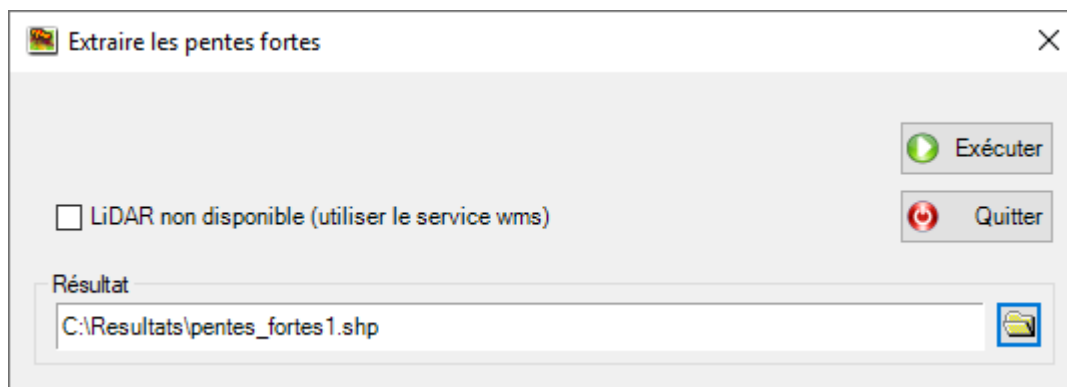 Extraire les pentes fortes
Exécuter
LiDAR non disponible (utiliser le service wms)
Quitter
Résultat
C:\Resultats\pentes_fortes1.shp